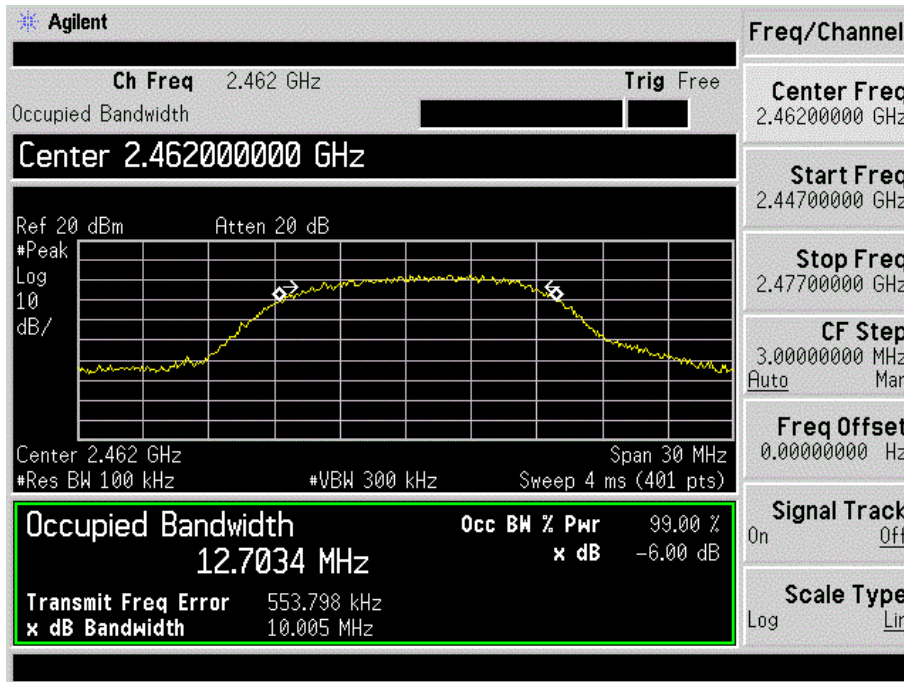 Agilent
Freq/Channel
Ch Freq 2.462 GHz Trig Free
Occupied Bandwidth
Center 2.462000000 GHz
Ref 20 dBm Atten 20 dB
#Peak
Log
10
dB/
Center 2.462 GHz Span 30 MHz
#Res BW 100 kHz #VBW 300 kHz Sweep 4 ms (401 pts)
Occupied Bandwidth
12.7034 MHz
Occ BW % Pwr 99.00 %
x dB -6.00 dB
Transmit Freq Error 553.798 kHz
x dB Bandwidth 10.005 MHz
Center Freq
2.46200000 GHz
Start Freq
2.44700000 GHz
Stop Freq
2.47700000 GHz
CF Step
3.00000000 MHz
Auto Man
Freq Offset
0.00000000 Hz
Signal Track
On Off
Scale Type
Log Lin